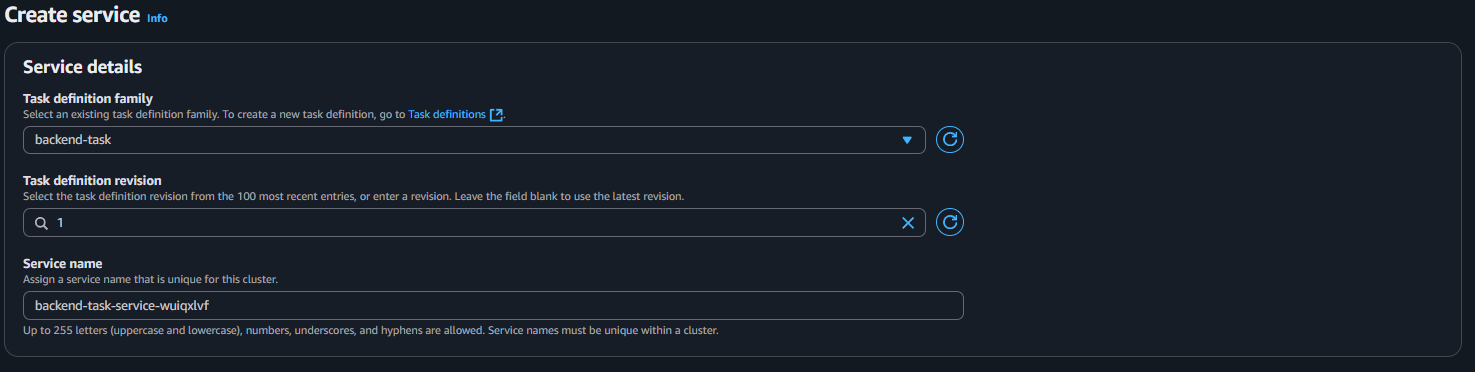 Create service Info
Service details
Task definition family
Select an existing task definition family. To create a new task definition, go to Task definitions.
backend-task
Task definition revision
Select the task definition revision from the 100 most recent entries, or enter a revision. Leave the field blank to use the latest revision.
1
Service name
Assign a service name that is unique for this cluster.
backend-task-service-wuiqxlvf
Up to 255 letters (uppercase and lowercase), numbers, underscores, and hyphens are allowed. Service names must be unique within a cluster.